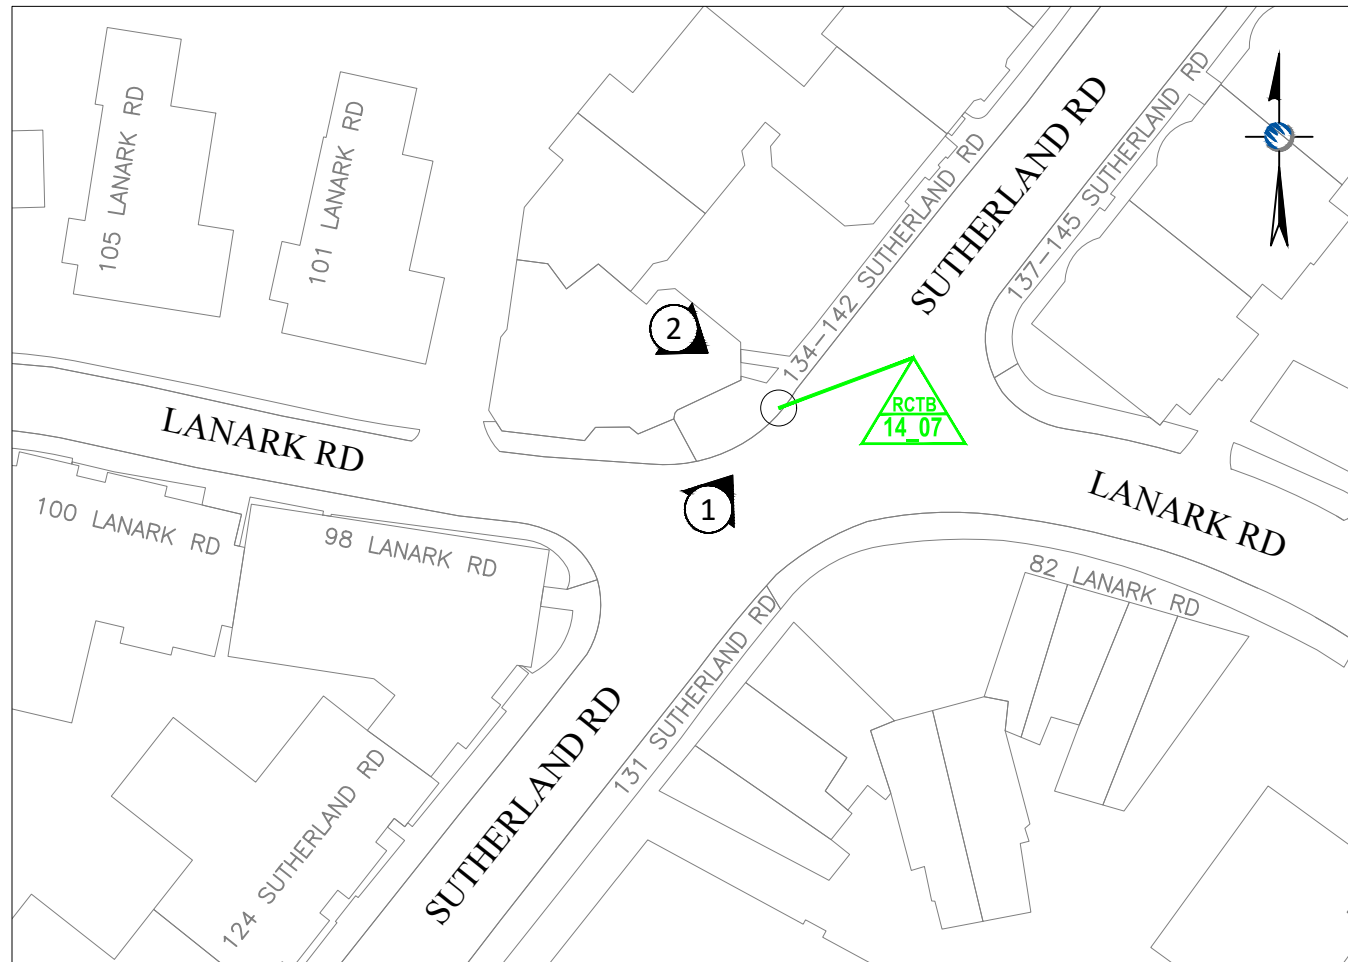 105 LANARK RD
101 LANARK RD
134-142 SUTHERLAND RD
SUTHERLAND RD
137-145 SUTHERLAND RD
2
RCTB
14_07
LANARK RD
1
LANARK RD
100 LANARK RD
98 LANARK RD
82 LANARK RD
131 SUTHERLAND RD
SUTHERLAND RD
124 SUTHERLAND RD